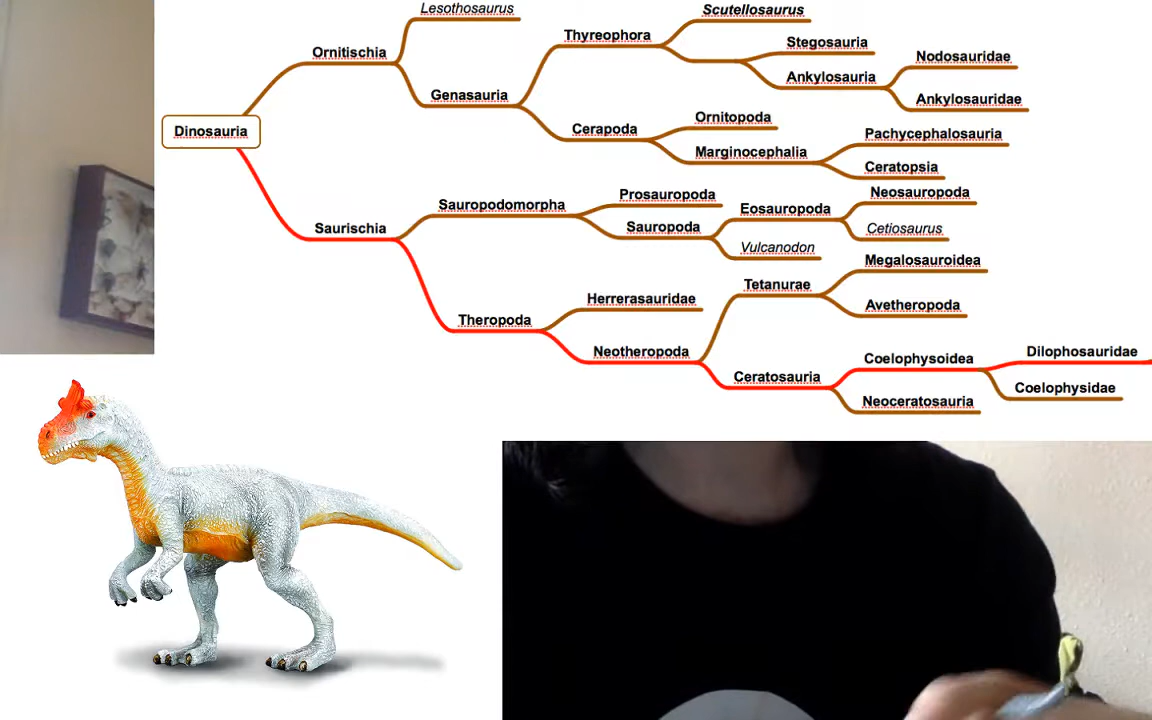 Dinosauria
Ornitischia
Lesothosaurus
Genasauria
Thyreophora
Scutellosaurus
Stegosauria
Ankylosauria
Nodosauridae
Ankylosauridae
Cerapoda
Ornitopoda
Marginocephalia
Pachycephalosauria
Ceratopsia
Saurischia
Sauropodomorpha
Prosauropoda
Sauropoda
Eosauropoda
Neosauropoda
Cetiosaurus
Vulcanodon
Theropoda
Herrerasauridae
Neotheropoda
Tetanurae
Megalosauroidea
Avetheropoda
Ceratosauria
Coelophysoidea
Dilophosauridae
Coelophysidae
Neoceratosauria